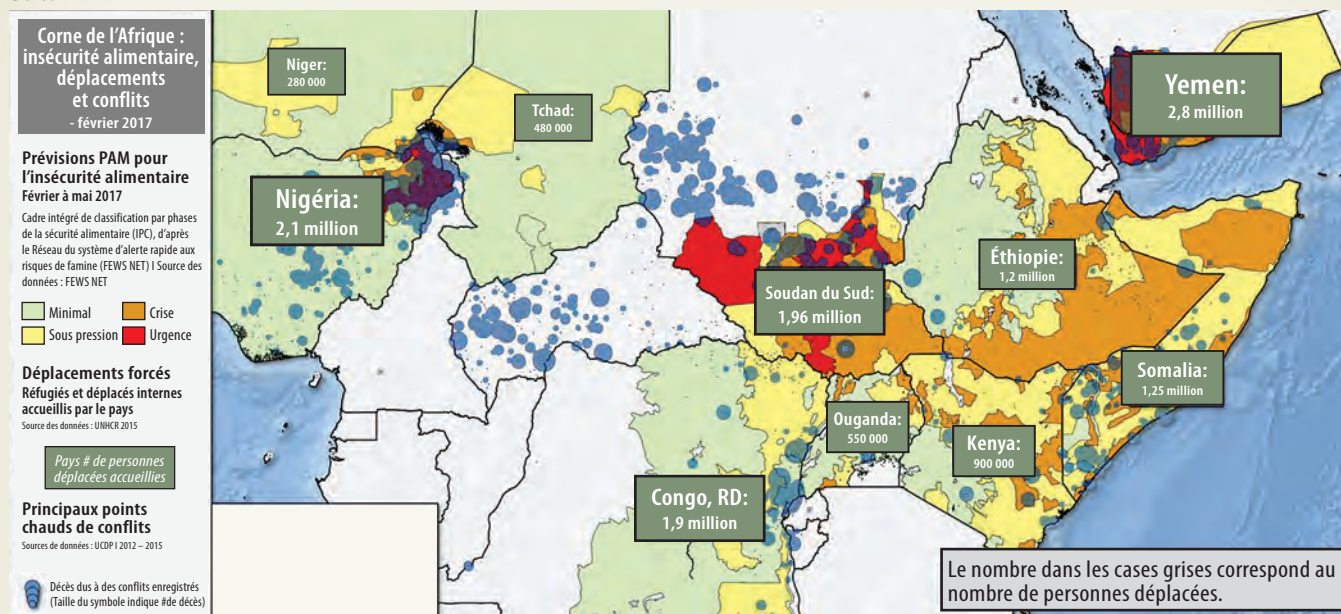 Corne de l’Afrique :
insécurité alimentaire,
déplacements
et conflits
- février 2017
Prévisions PAM pour
l’insécurité alimentaire
Février à mai 2017
Cadre intégré de classification par phases
de la sécurité alimentaire (IPC), d’après
le Réseau du système d’alerte rapide aux
risques de famine (FEWS NET) I Source des
données : FEWS NET
Minimal
Crise
Sous pression
Urgence
Déplacements forcés
Réfugiés et déplacés internes
accueillis par le pays
Source des données : UNHCR 2015
Pays # de personnes
déplacées accueillies
Principaux points
chauds de conflits
Sources de données : UCDP I 2012 – 2015
Décès dus à des conflits enregistrés
(Taille du symbole indique #de décès)
Niger:
280 000
Tchad:
480 000
Nigéria:
2,1 million
Yemen:
2,8 million
Éthiopie:
1,2 million
Soudan du Sud:
1,96 million
Somalia:
1,25 million
Ouganda:
550 000
Kenya:
900 000
Congo, RD:
1,9 million
Le nombre dans les cases grises correspond au
nombre de personnes déplacées.